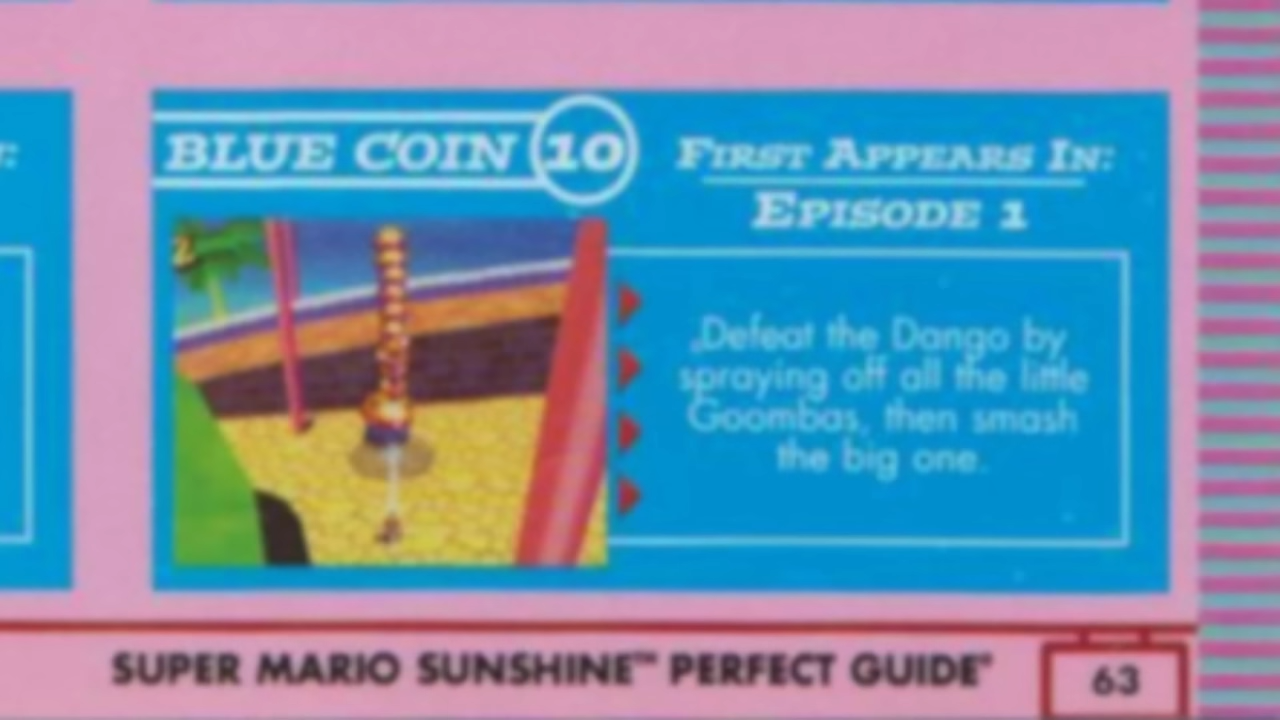 BLUE COIN 10
FIRST APPEARS IN:
EPISODE 1
Defeat the Dango by
spraying off all the little
Goombas, then smash
the big one.
SUPER MARIO SUNSHINE™ PERFECT GUIDE
63